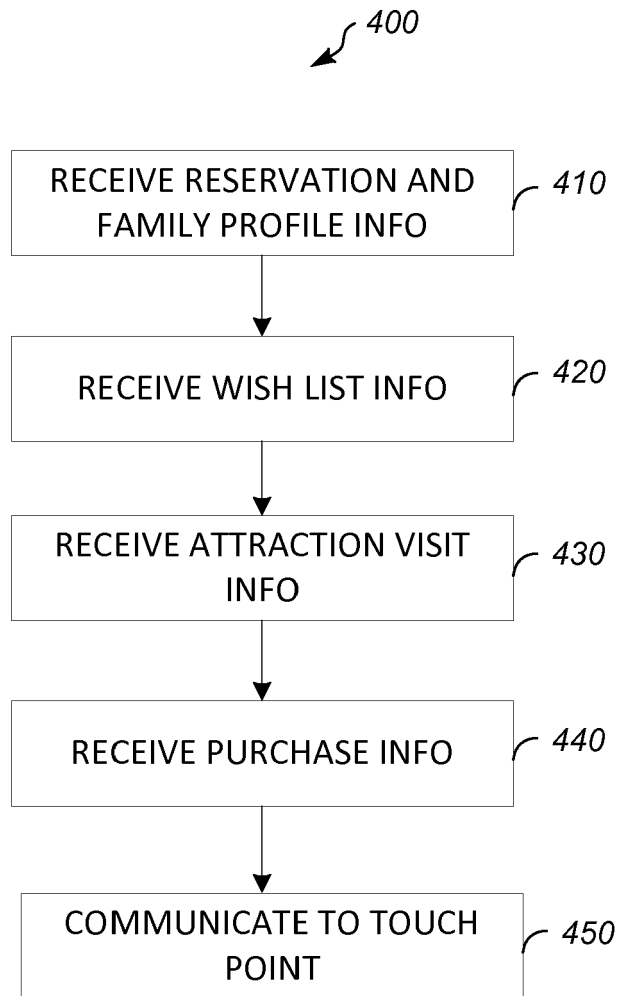 400
RECEIVE RESERVATION AND
FAMILY PROFILE INFO
410
RECEIVE WISH LIST INFO
420
RECEIVE ATTRACTION VISIT
INFO
430
RECEIVE PURCHASE INFO
440
COMMUNICATE TO TOUCH
POINT
450